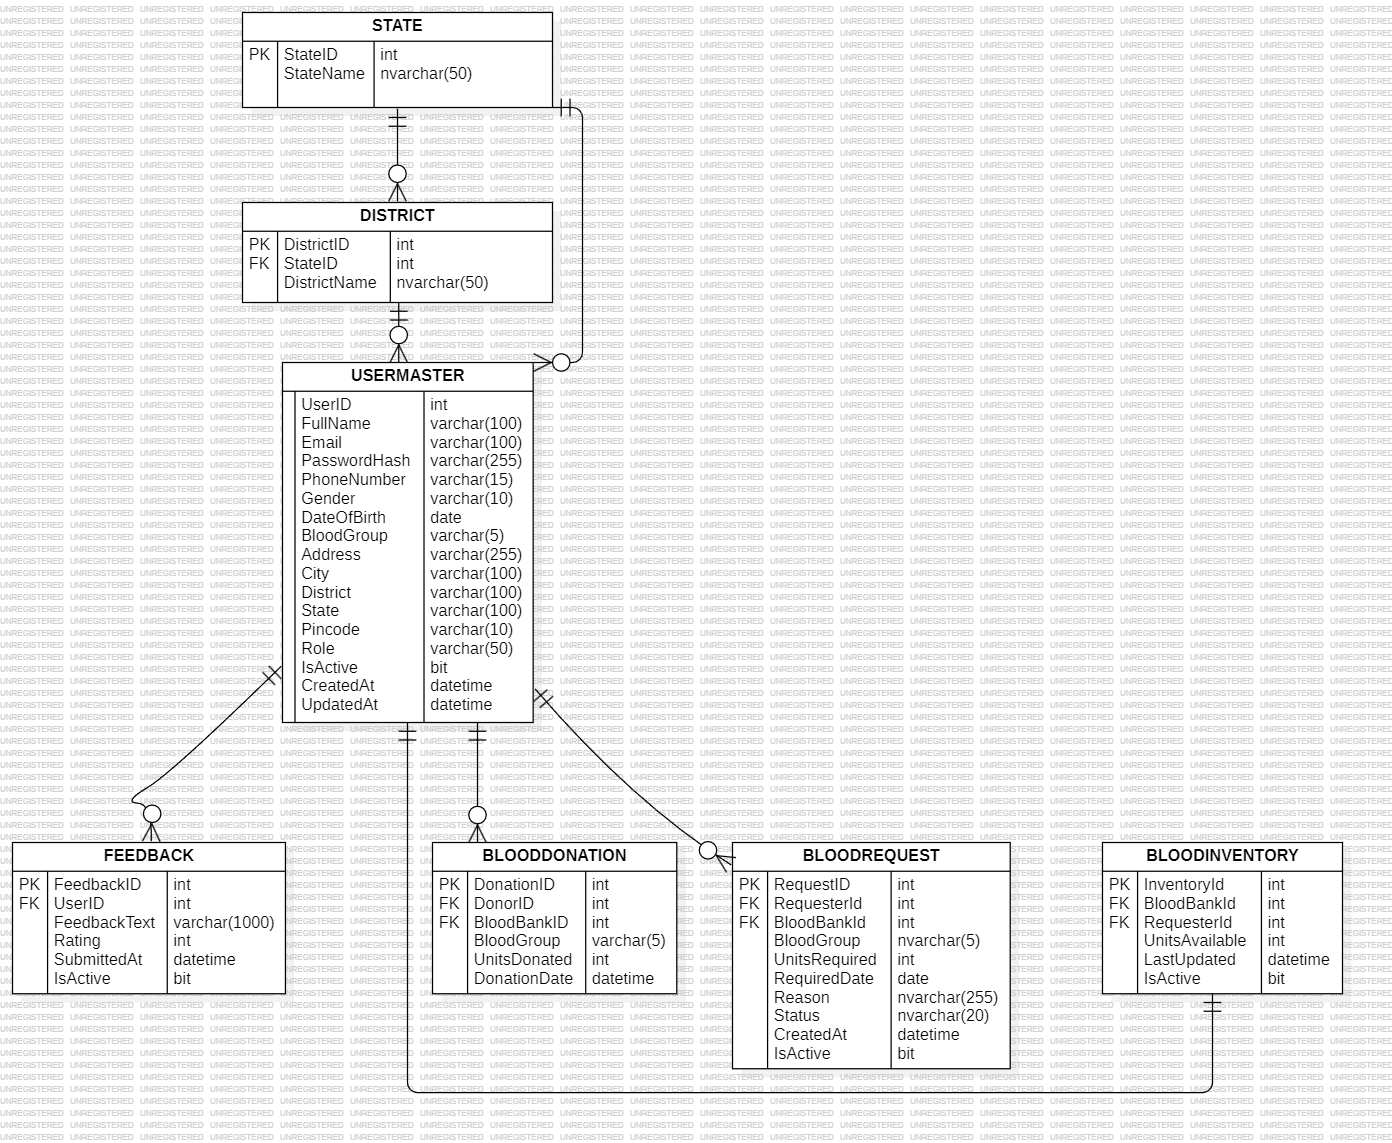 STATE
PK StateID int
StateName nvarchar(50)
DISTRICT
PK DistrictID int
FK StateID int
DistrictName nvarchar(50)
USERMASTER
UserID int
FullName varchar(100)
Email varchar(100)
PasswordHash varchar(255)
PhoneNumber varchar(15)
Gender varchar(10)
DateOfBirth date
BloodGroup varchar(5)
Address varchar(255)
City varchar(100)
District varchar(100)
State varchar(100)
Pincode varchar(10)
Role varchar(50)
IsActive bit
CreatedAt datetime
UpdatedAt datetime
FEEDBACK
PK FeedbackID int
FK UserID int
FeedbackText varchar(1000)
Rating int
SubmittedAt datetime
IsActive bit
BLOODDONATION
PK DonationID int
FK DonorID int
FK BloodBankID int
BloodGroup varchar(5)
UnitsDonated int
DonationDate datetime
BLOODREQUEST
PK RequestID int
FK RequesterId int
FK BloodBankId int
BloodGroup nvarchar(5)
UnitsRequired int
RequiredDate date
Reason nvarchar(255)
Status nvarchar(20)
CreatedAt datetime
IsActive bit
BLOODINVENTORY
PK InventoryId int
FK BloodBankId int
FK RequesterId int
UnitsAvailable int
LastUpdated datetime
IsActive bit
UNREGISTERED